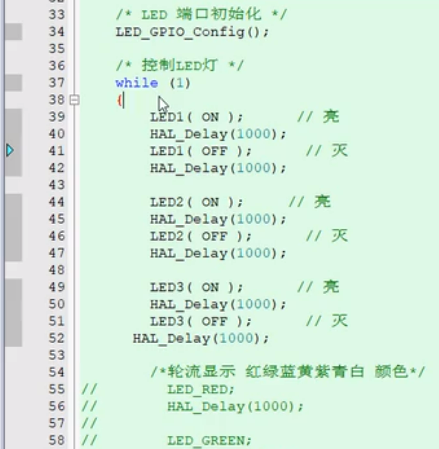 33 /* LED 端口初始化 */
34 LED_GPIO_Config();
35
36 /* 控制LED灯 */
37 while (1)
38 {
39 LED1( ON ); // 亮
40 HAL_Delay(1000);
41 LED1( OFF ); // 灭
42 HAL_Delay(1000);
43
44 LED2( ON ); // 亮
45 HAL_Delay(1000);
46 LED2( OFF ); // 灭
47 HAL_Delay(1000);
48
49 LED3( ON ); // 亮
50 HAL_Delay(1000);
51 LED3( OFF ); // 灭
52 HAL_Delay(1000);
53
54 /*轮流显示 红绿蓝黄紫青白 颜色*/
55 // LED_RED;
56 // HAL_Delay(1000);
57 //
58 // LED_GREEN;